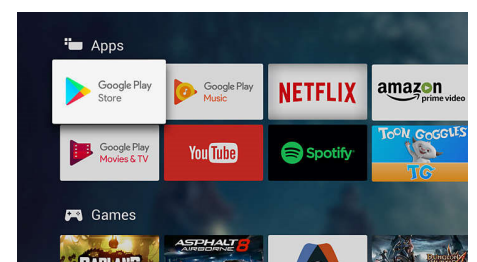 Apps
Google Play
Store
Google Play
Music
NETFLIX
amazon
prime video
Google Play
Movies & TV
YouTube
Spotify
TOON GOGGLES
TG
Games
BADLAND
ASPHALT 8
AIRBORNE